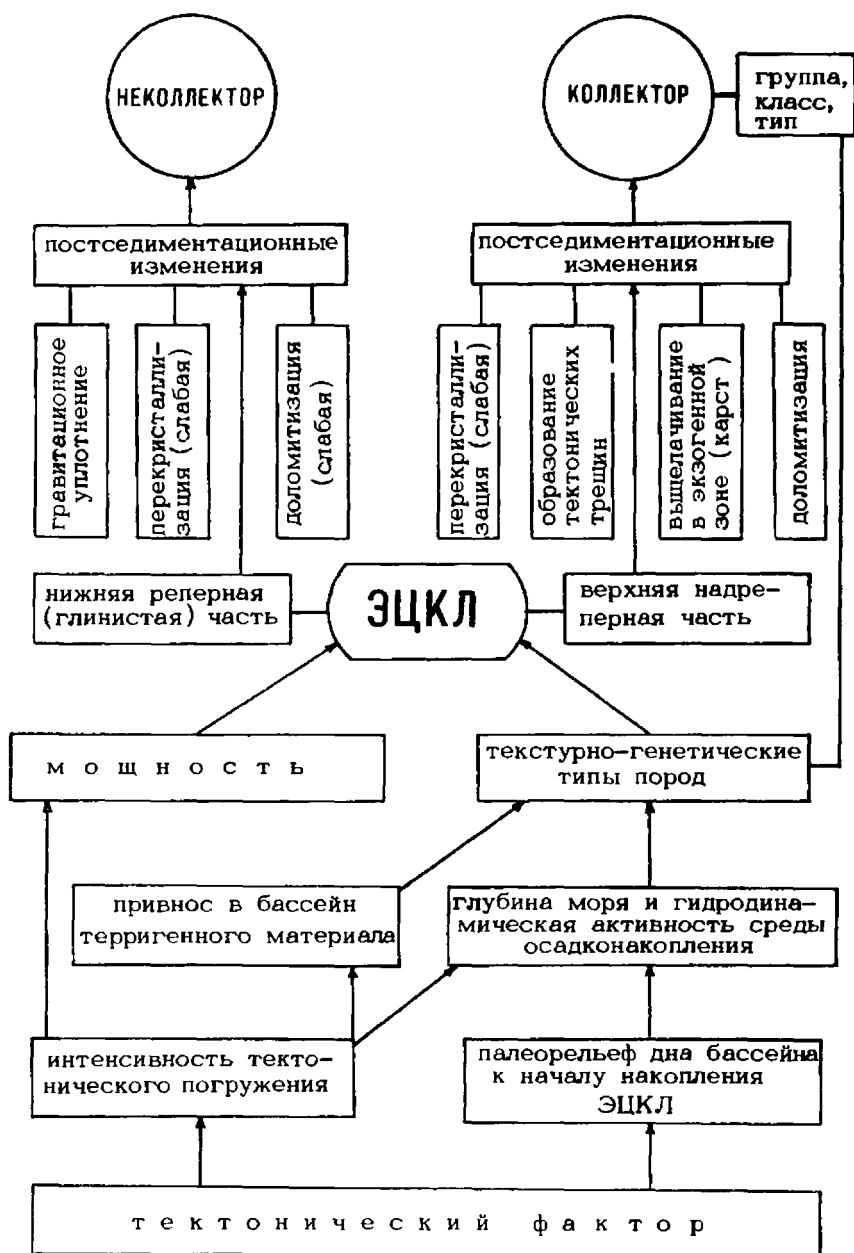 НЕКОЛЛЕКТОР
КОЛЛЕКТОР
группа,
класс,
тип
постседиментационные
изменения
постседиментационные
изменения
гравитационное
уплотнение
перекристалли-
зация (слабая)
доломитизация
(слабая)
перекристалли-
зация (слабая)
образование
тектонических
трещин
выщелачивание
в экзогенной
зоне (карст)
доломитизация
нижняя реперная
(глинистая) часть
ЭЦКЛ
верхняя надре-
перная часть
мощность
текстурно-генетические
типы пород
привнос в бассейн
терригенного материала
глубина моря и гидродина-
мическая активность среды
осадконакопления
интенсивность текто-
нического погружения
палеорельеф дна бассейна
к началу накопления
ЭЦКЛ
тектонический фактор